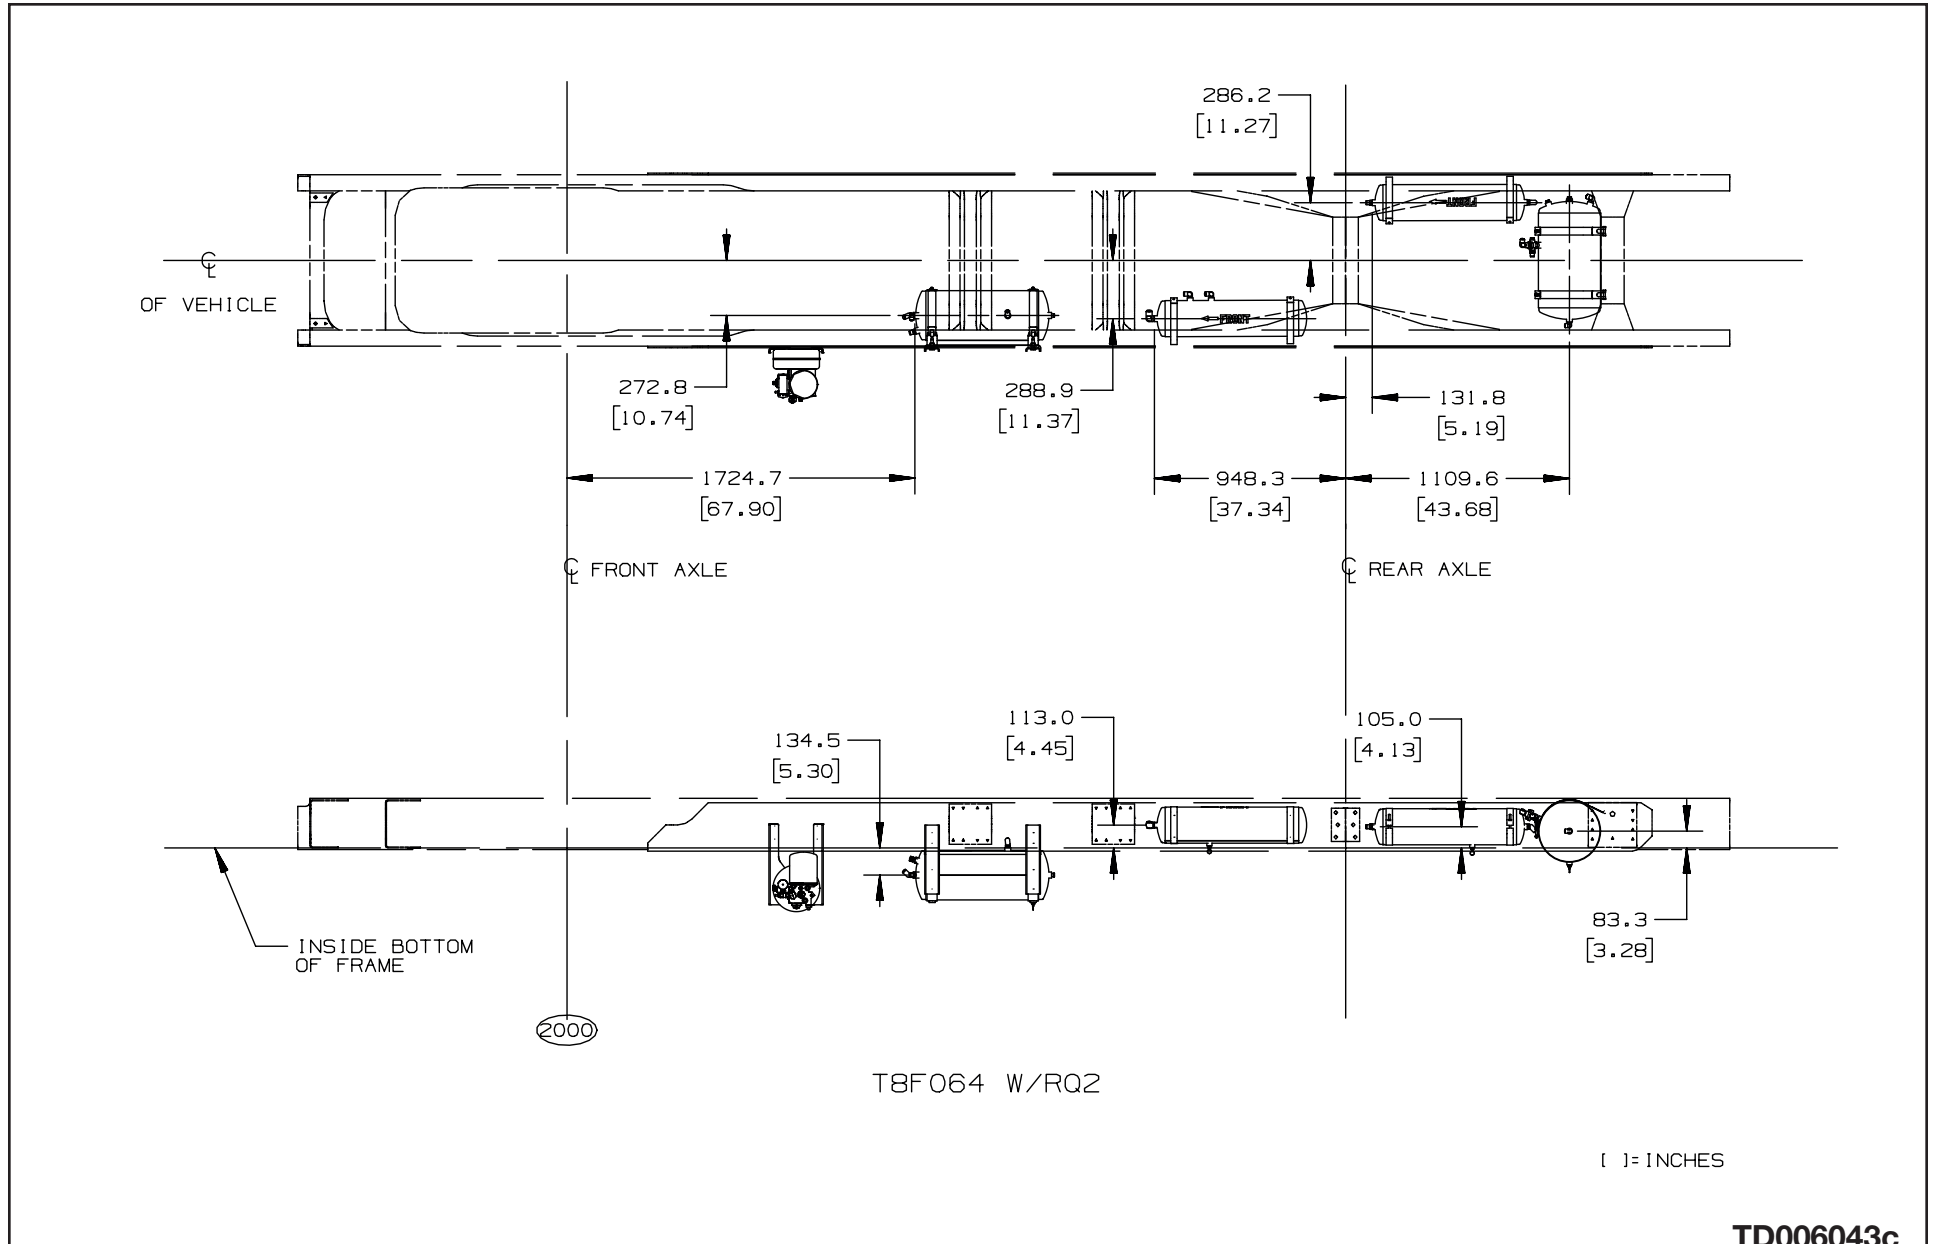 286.2
[11.27]
FRONT
℄
OF VEHICLE
FRONT
272.8
[10.74]
288.9
[11.37]
131.8
[5.19]
1724.7
[67.90]
948.3
[37.34]
1109.6
[43.68]
℄ FRONT AXLE
℄ REAR AXLE
134.5
[5.30]
113.0
[4.45]
105.0
[4.13]
83.3
[3.28]
INSIDE BOTTOM
OF FRAME
2000
T8F064 W/RQ2
[ ]=INCHES
TD006043c